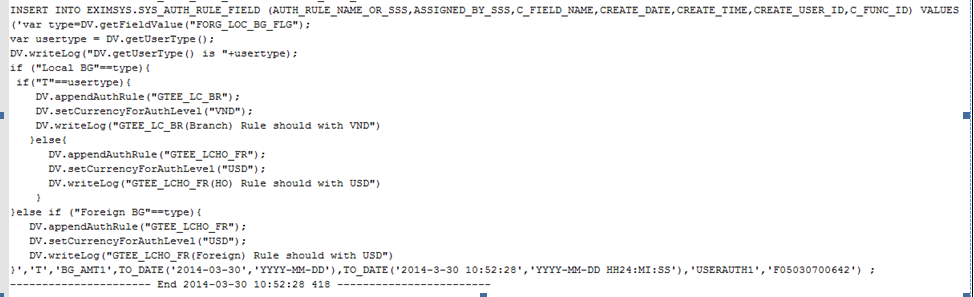 INSERT INTO EXIMSYS.SYS_AUTH_RULE_FIELD (AUTH_RULE_NAME_OR_SSS,ASSIGNED_BY_SSS,C_FIELD_NAME,CREATE_DATE,CREATE_TIME,CREATE_USER_ID,C_FUNC_ID) VALUES
('var type=DV.getFieldValue("FORG_LOC_BG_FLG");
var usertype = DV.getUserType();
DV.writeLog("DV.getUserType() is "+usertype);
if ("Local BG"==type){
if("T"==usertype){
DV.appendAuthRule("GTEE_LC_BR");
DV.setCurrencyForAuthLevel("VND");
DV.writeLog("GTEE_LC_BR(Branch) Rule should with VND")
}else{
DV.appendAuthRule("GTEE_LCHO_FR");
DV.setCurrencyForAuthLevel("USD");
DV.writeLog("GTEE_LCHO_FR(HO) Rule should with USD")
}
}else if ("Foreign BG"==type){
DV.appendAuthRule("GTEE_LCHO_FR");
DV.setCurrencyForAuthLevel("USD");
DV.writeLog("GTEE_LCHO_FR(Foreign) Rule should with USD")
}','T','BG_AMT1',TO_DATE('2014-03-30','YYYY-MM-DD'),TO_DATE('2014-3-30 10:52:28','YYYY-MM-DD HH24:MI:SS'),'USERAUTH1','F05030700642') ;
---------------------- End 2014-03-30 10:52:28 418 ------------------------